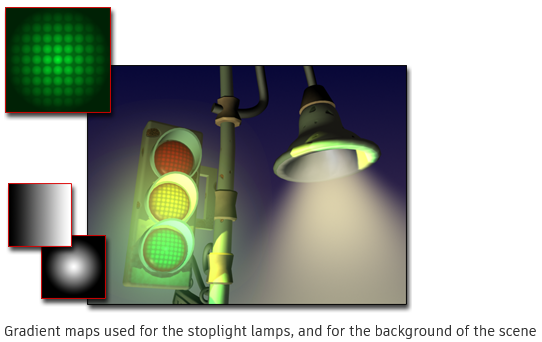 Gradient maps used for the stoplight lamps, and for the background of the scene